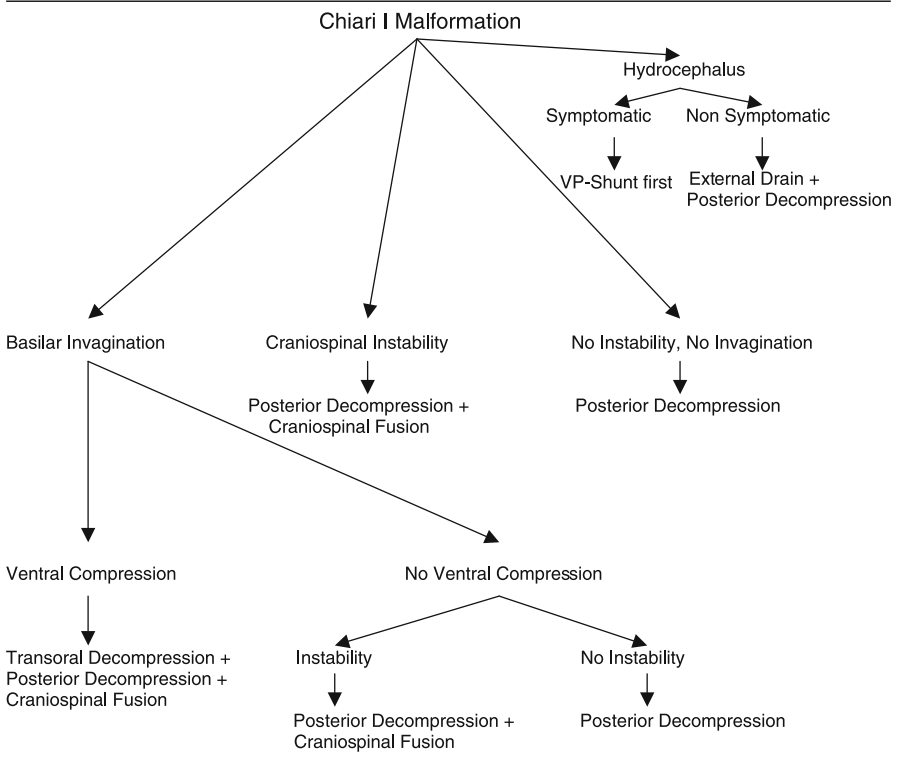 Chiari I Malformation
Hydrocephalus
Symptomatic
Non Symptomatic
VP-Shunt first
External Drain +
Posterior Decompression
Basilar Invagination
Craniospinal Instability
No Instability, No Invagination
Posterior Decompression +
Craniospinal Fusion
Posterior Decompression
Ventral Compression
No Ventral Compression
Transoral Decompression +
Posterior Decompression +
Craniospinal Fusion
Instability
No Instability
Posterior Decompression +
Craniospinal Fusion
Posterior Decompression